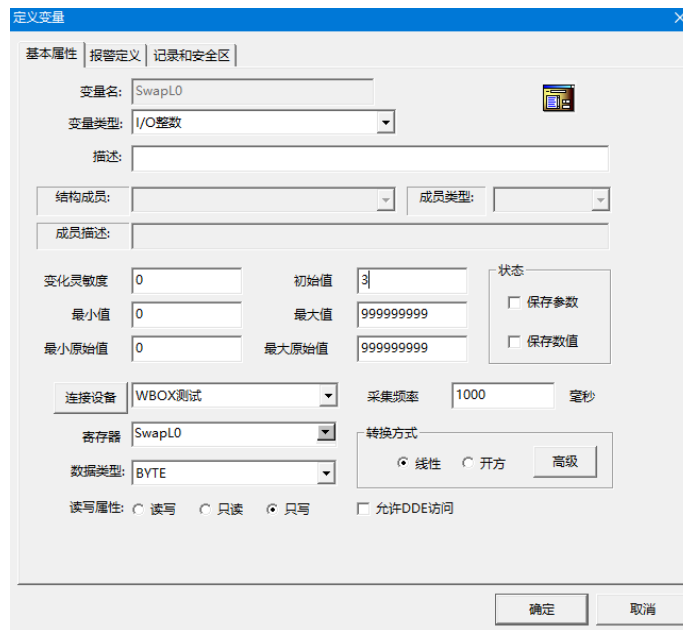 定义变量
基本属性 报警定义 记录和安全区
变量名: SwapL0
变量类型: I/O整数
描述:
结构成员: 成员类型:
成员描述:
变化灵敏度 0 初始值 3 状态
最小值 0 最大值 999999999 保存参数
最小原始值 0 最大原始值 999999999 保存数值
连接设备 WBOX测试 采集频率 1000 毫秒
寄存器 SwapL0 转换方式
数据类型: BYTE 线性 开方 高级
读写属性: 读写 只读 只写 允许DDE访问
确定 取消